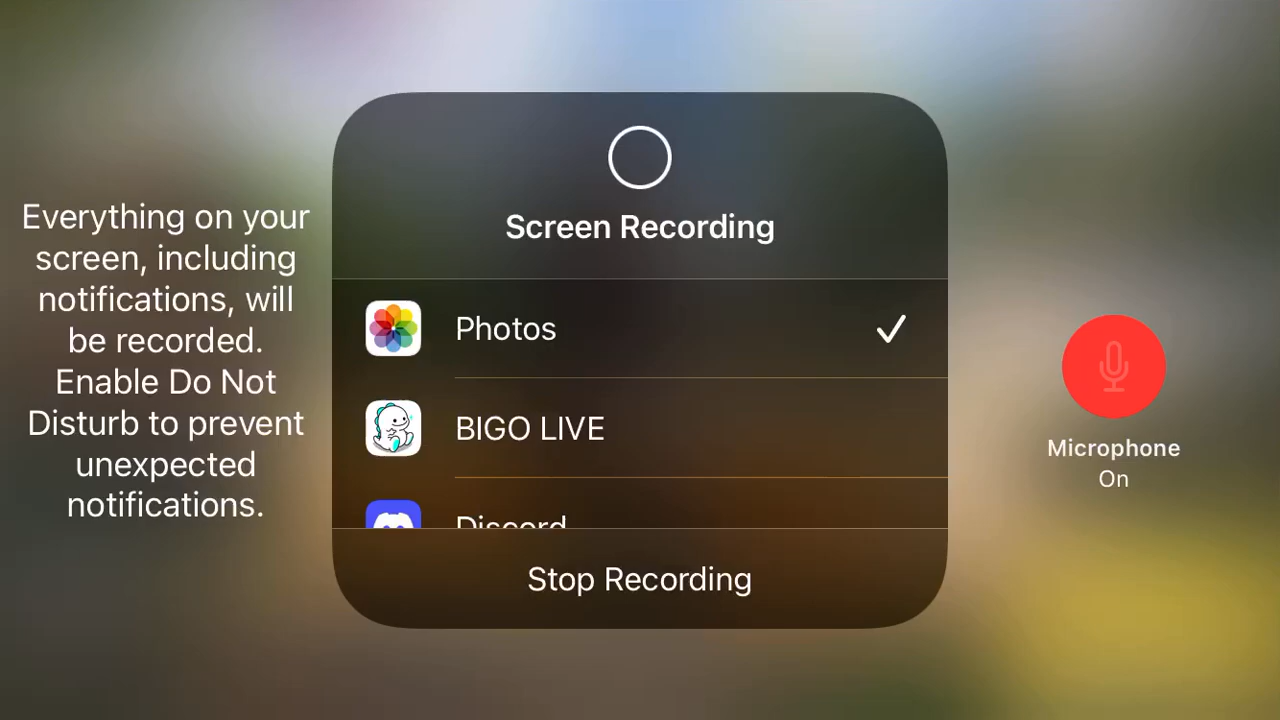 Everything on your
screen, including
notifications, will
be recorded.
Enable Do Not
Disturb to prevent
unexpected
notifications.
Screen Recording
Photos
BIGO LIVE
Discord
Stop Recording
Microphone
On